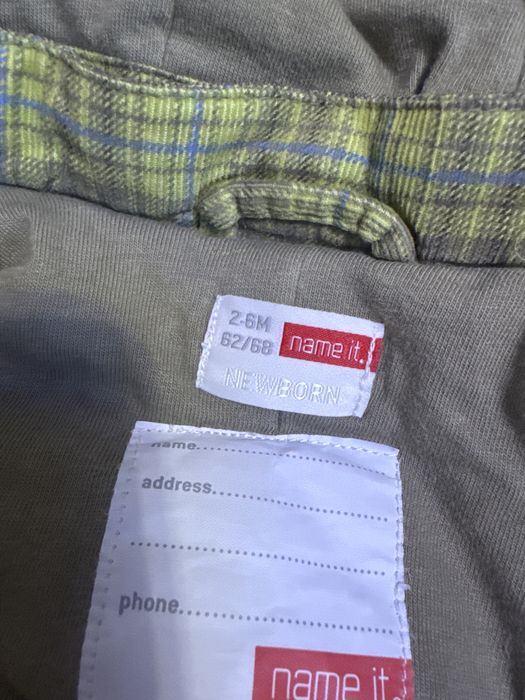 2-6M
62/68
name it.
NEWBORN
name...................
address......................
................................
phone...........................
name it.